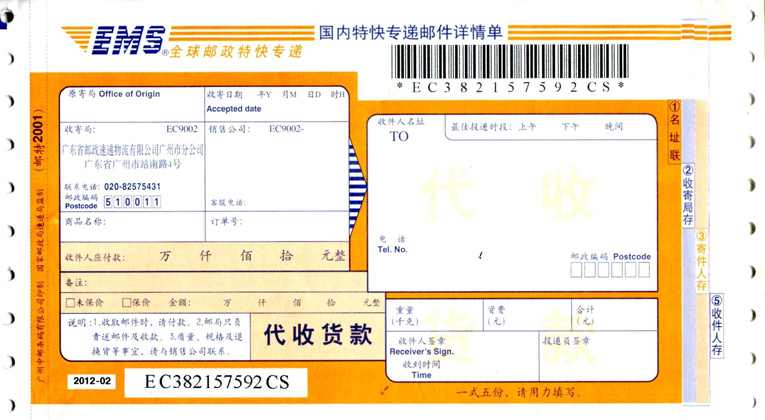 EMS® 全球邮政特快专递
国内特快专递邮件详情单
* EC382157592CS *
原寄局 Office of Origin
收寄日期 年Y 月M 日D 时H
Accepted date
收寄局: EC9002
销售公司: EC9002-
广东省邮政速递物流有限公司广州市分公司
广东省广州市站南路4号
联系电话: 020-82575431
邮政编码
Postcode 510011
客服电话:
商品名称:
订单号:
收件人应付款: 万 仟 佰 拾 元整
备注:
□未保价 □保价 金额: 万 仟 佰 拾 元整
说明:1.收取邮件时、请付款。2.邮局只负
责送邮件及收款。3.质量、规格及退
换货等事宜,请与销售公司联系。
代收货款
2012-02
EC382157592CS
收件人名址
TO
最佳投递时段: 上午 下午 晚间
代 收
电 话
Tel. No.
邮政编码 Postcode
重量
(千克)
资费
(元)
合计
(元)
货 款
收件人签章
Receiver's Sign.
收到时间
Time
投递员签章
一式五份, 请用力填写。
①名址联
②收寄局存
③寄件人存
⑤收件人存
(邮特2001)
国家邮政局速递局监制
广州中邮条码有限公司印制